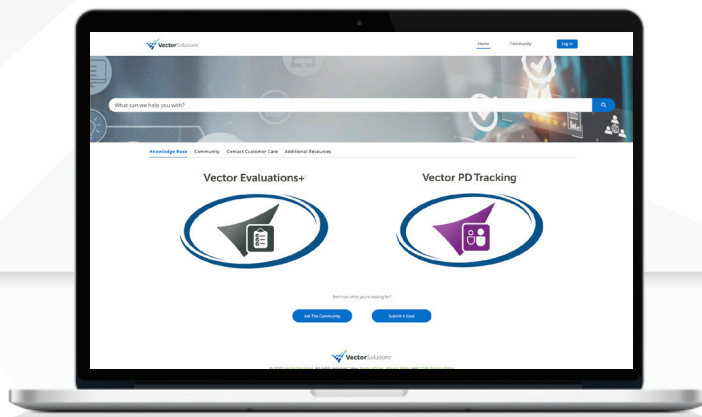 VectorSolutions
Home Community Log In
What can we help you with?
Knowledge Base Community Contact Customer Care Additional Resources
Vector Evaluations+ Vector PD Tracking
Don't see what you're looking for?
Ask The Community Submit A Case
VectorSolutions